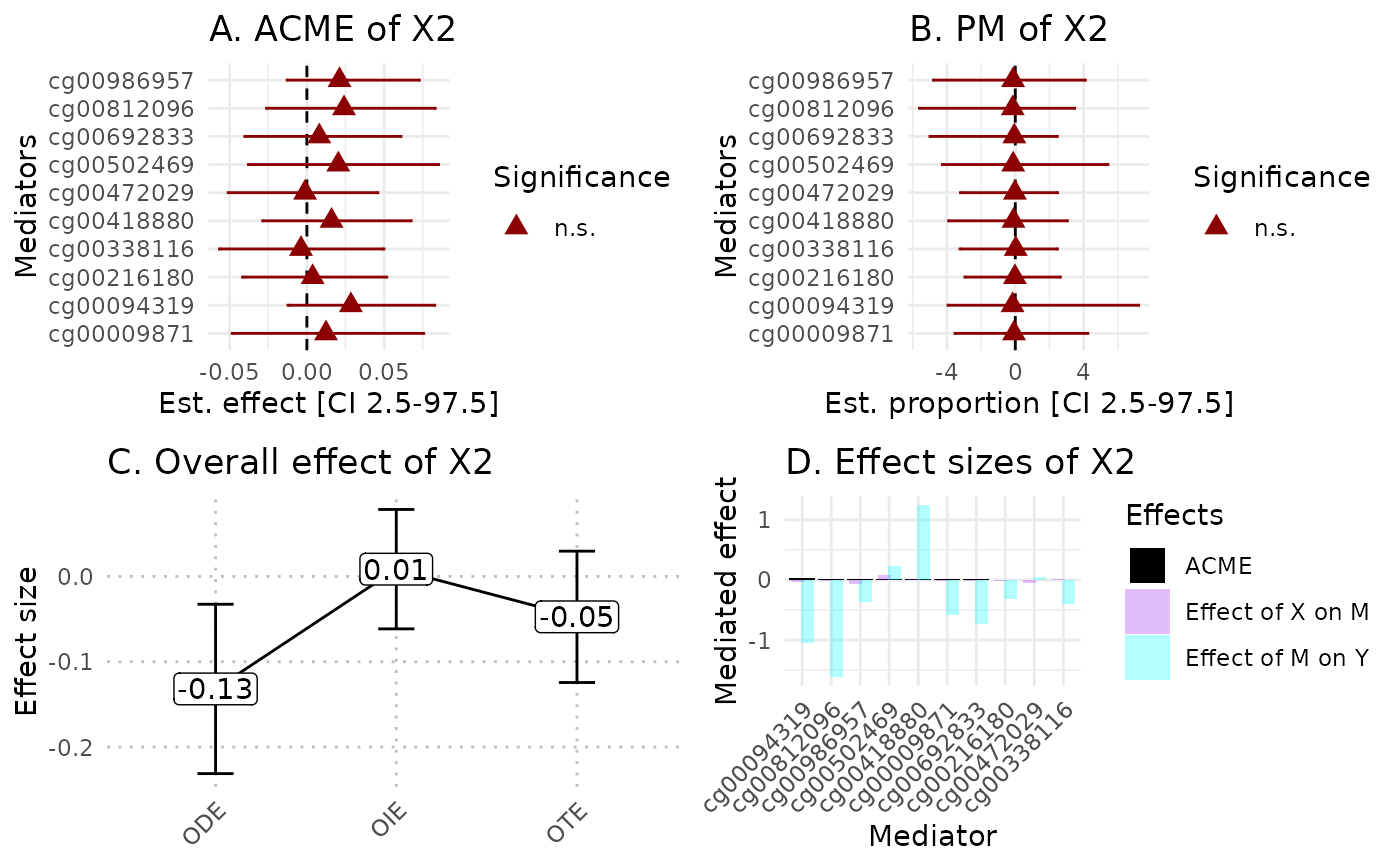 A. ACME of X2
Mediators
cg00986957
cg00812096
cg00692833
cg00502469
cg00472029
cg00418880
cg00338116
cg00216180
cg00094319
cg00009871
-0.05 0.00 0.05
Est. effect [CI 2.5-97.5]
Significance
n.s.
B. PM of X2
Mediators
cg00986957
cg00812096
cg00692833
cg00502469
cg00472029
cg00418880
cg00338116
cg00216180
cg00094319
cg00009871
-4 0 4
Est. proportion [CI 2.5-97.5]
Significance
n.s.
C. Overall effect of X2
Effect size
0.0
-0.1
-0.2
-0.13
0.01
-0.05
ODE OIE OTE
D. Effect sizes of X2
Mediated effect
1
0
-1
cg00094319
cg00812096
cg00986957
cg00502469
cg00418880
cg00009871
cg00692833
cg00216180
cg00472029
cg00338116
Mediator
Effects
ACME
Effect of X on M
Effect of M on Y